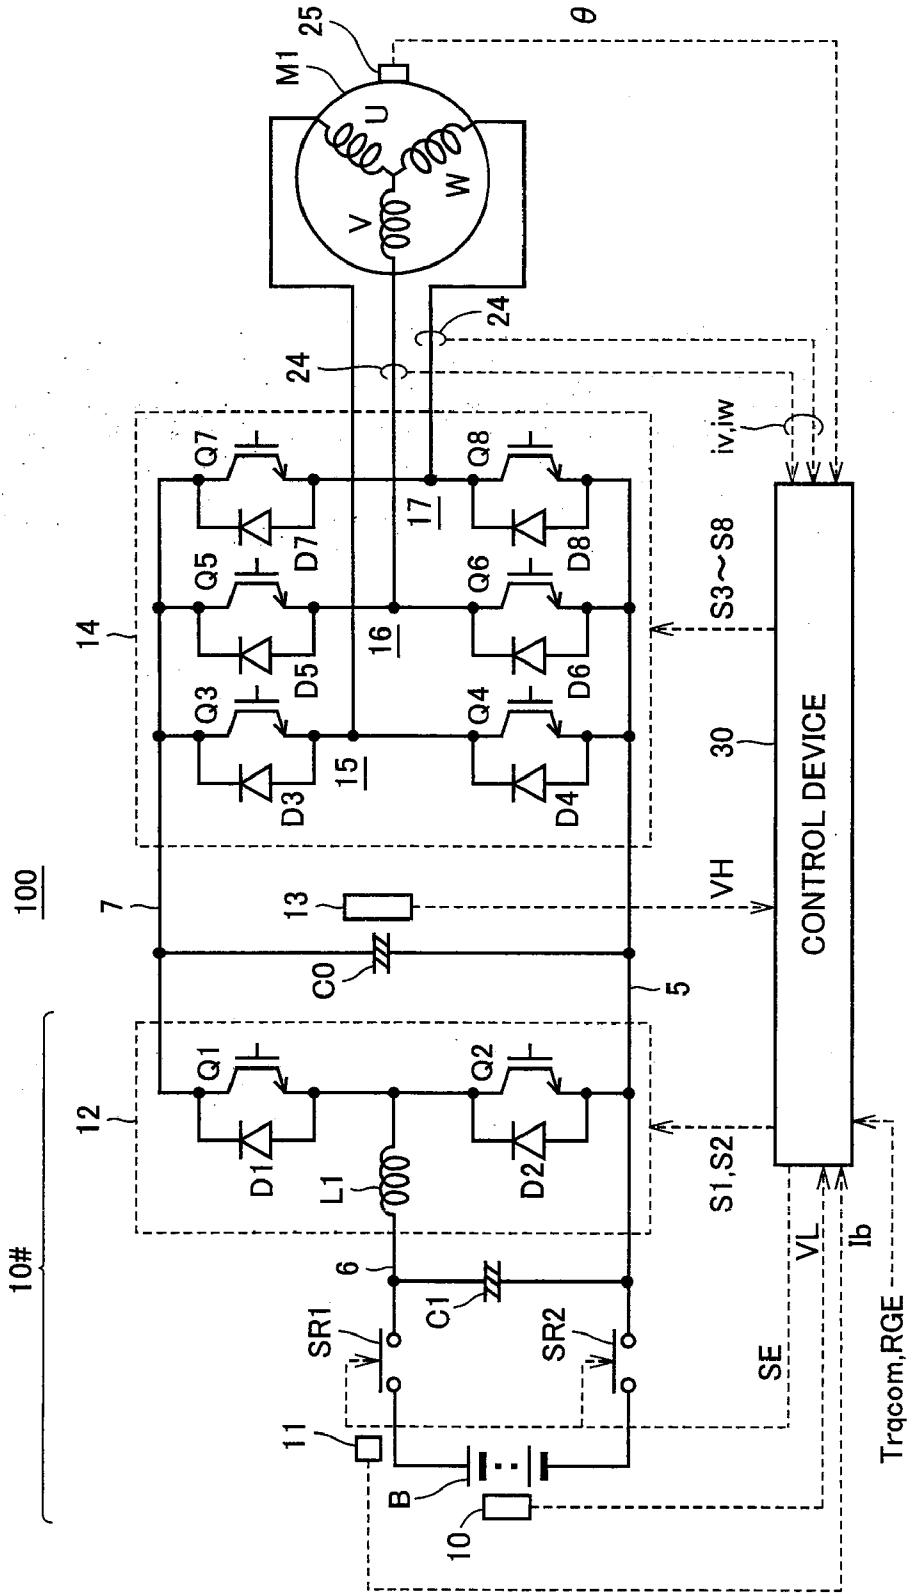 100
10#
12
14
7
13
C0
5
Q1
D1
L1
Q2
D2
6
C1
SR1
SR2
11
B
10
Q3
D3
15
Q4
D4
Q5
D5
16
Q6
D6
Q7
D7
17
Q8
D8
24
24
M1
25
U
V
W
θ
iv,iw
S3～S8
30
VH
S1,S2
CONTROL DEVICE
SE
VL
Ib
Trqcom,RGE